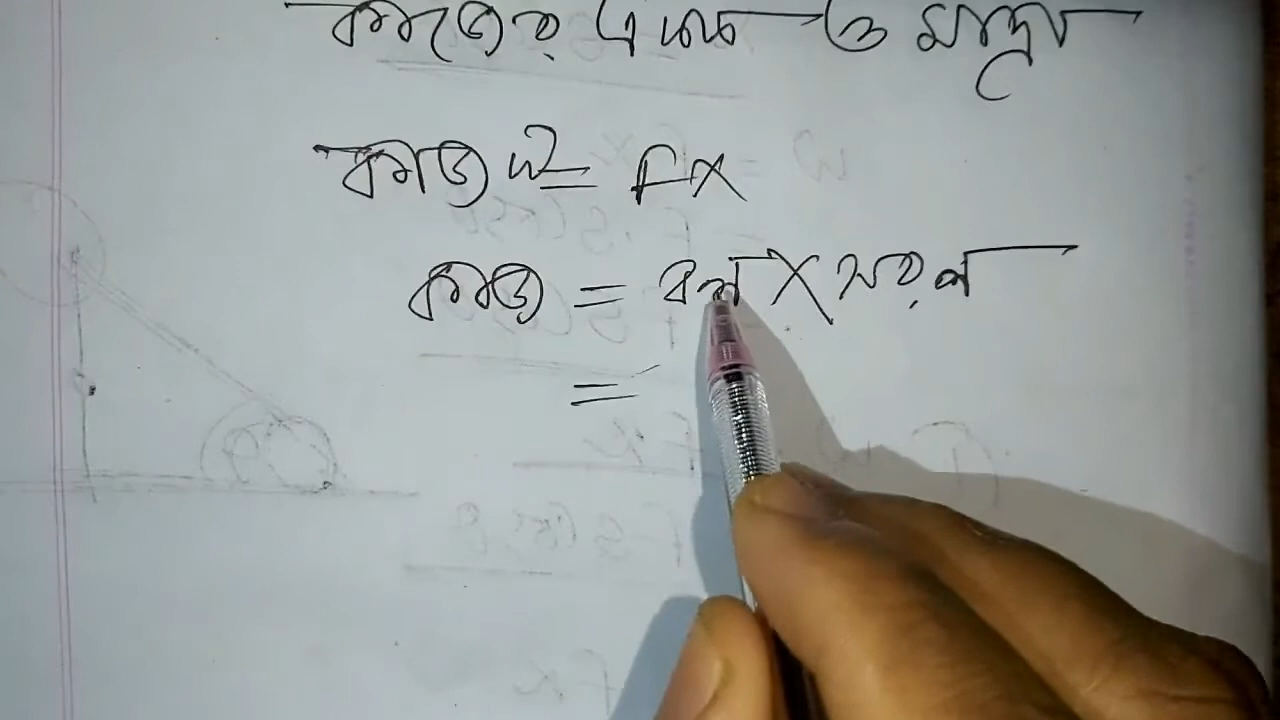 কাজের একক ও মাত্রা
কাজ W = Fx
কাজ = বল × সরণ
=